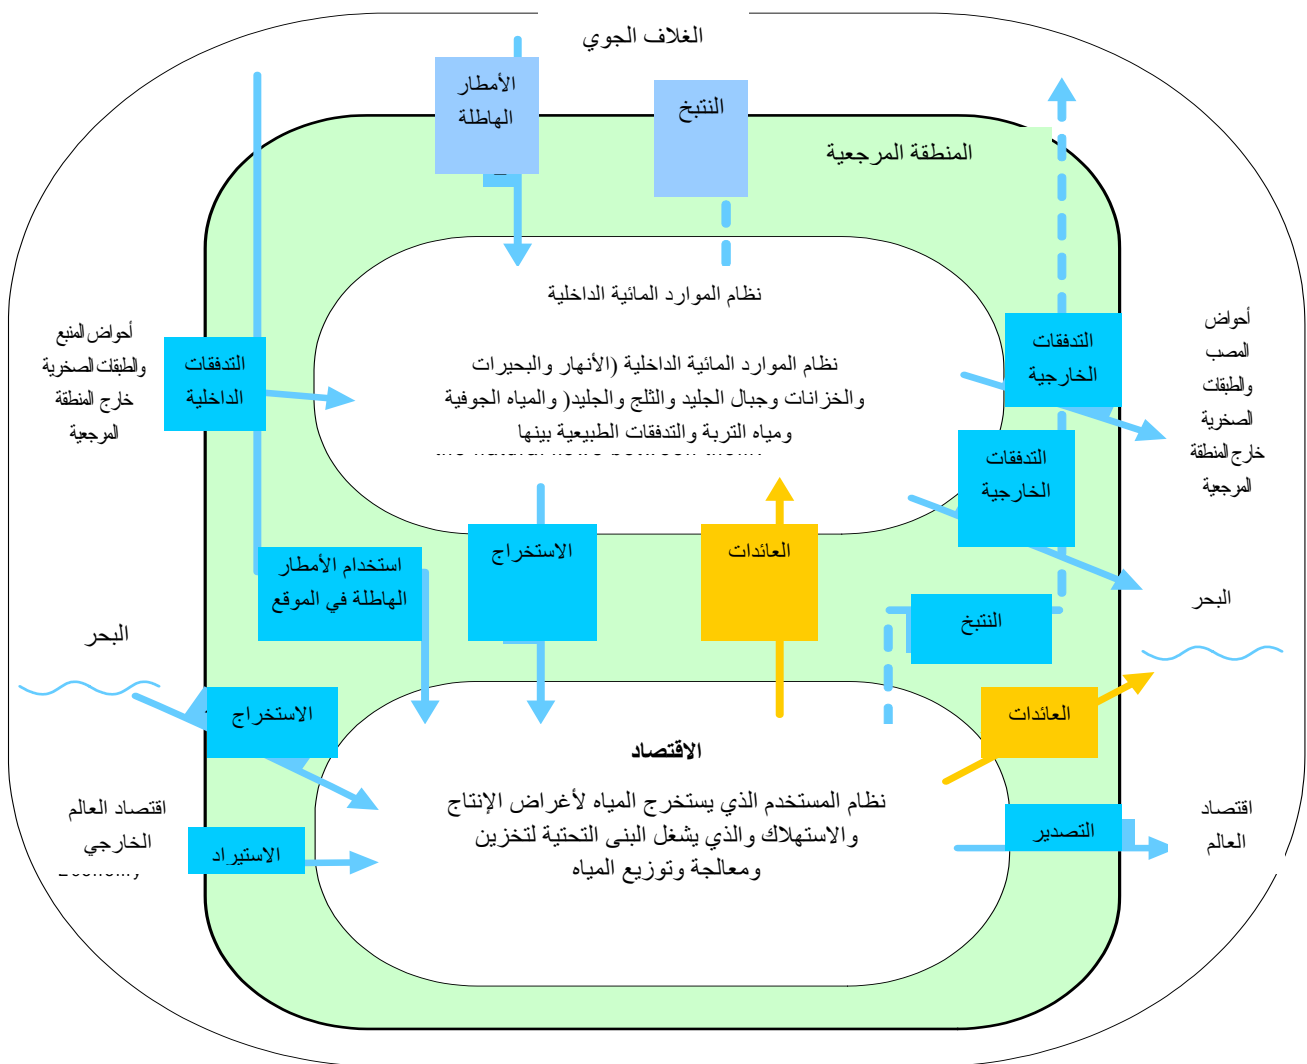 الغلاف الجوي
الأمطار
الهاطلة
النتبخ
المنطقة المرجعية
نظام الموارد المائية الداخلية
أحواض المنبع
والطبقات الصخرية
خارج المنطقة
المرجعية
التدفقات
الداخلية
نظام الموارد المائية الداخلية (الأنهار والبحيرات
والخزانات وجبال الجليد والثلج والجليد( والمياه الجوفية
ومياه التربة والتدفقات الطبيعية بينها
التدفقات
الخارجية
أحواض
المصب
والطبقات
الصخرية
خارج المنطقة
المرجعية
التدفقات
الخارجية
استخدام الأمطار
الهاطلة في الموقع
الاستخراج
العائدات
النتبخ
البحر
البحر
الاستخراج
العائدات
الاقتصاد
نظام المستخدم الذي يستخرج المياه لأغراض الإنتاج
والاستهلاك والذي يشغل البنى التحتية لتخزين
ومعالجة وتوزيع المياه
اقتصاد العالم
الخارجي
الاستيراد
التصدير
اقتصاد
العالم